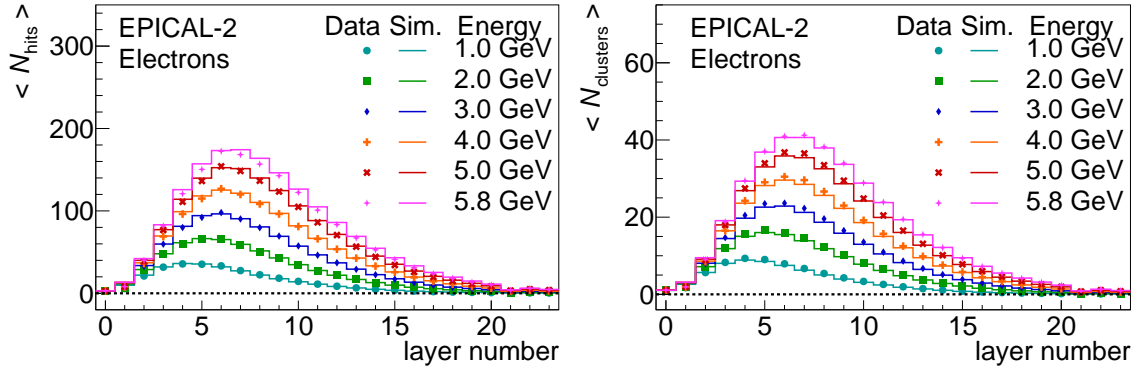 < N_hits >
300
200
100
0
EPICAL-2
Electrons
Data Sim. Energy
1.0 GeV
2.0 GeV
3.0 GeV
4.0 GeV
5.0 GeV
5.8 GeV
0 5 10 15 20
layer number
< N_clusters >
60
40
20
0
EPICAL-2
Electrons
Data Sim. Energy
1.0 GeV
2.0 GeV
3.0 GeV
4.0 GeV
5.0 GeV
5.8 GeV
0 5 10 15 20
layer number